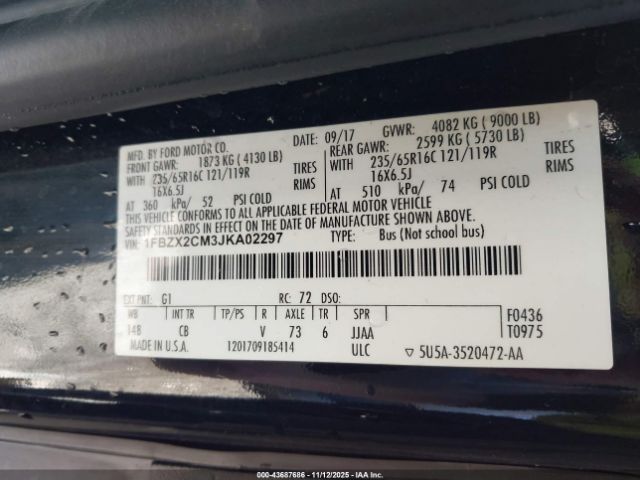 MFD. BY FORD MOTOR CO.
DATE: 09/17
GVWR: 4082 KG ( 9000 LB)
FRONT GAWR: 1873 KG ( 4130 LB)
REAR GAWR: 2599 KG ( 5730 LB)
WITH 235/65R16C 121/119R TIRES
WITH 235/65R16C 121/119R TIRES
16X6.5J RIMS
16X6.5J RIMS
AT 360 kPa/ 52 PSI COLD
AT 510 kPa/ 74 PSI COLD
THIS VEHICLE CONFORMS TO ALL APPLICABLE FEDERAL MOTOR VEHICLE
SAFETY STANDARDS IN EFFECT ON THE DATE OF MANUFACTURE SHOWN ABOVE.
VIN: 1FBZX2CM3JKA02297
TYPE: Bus (Not school bus)
EXT PNT: G1 RC: 72 DSO:
WB INT TR TP/PS R AXLE TR SPR
14B CB V 73 6 JJAA
F0436
T0975
MADE IN U.S.A. 1201709185414 ULC
5U5A-3520472-AA
000-43687686 - 11/12/2025 - IAAI.COM